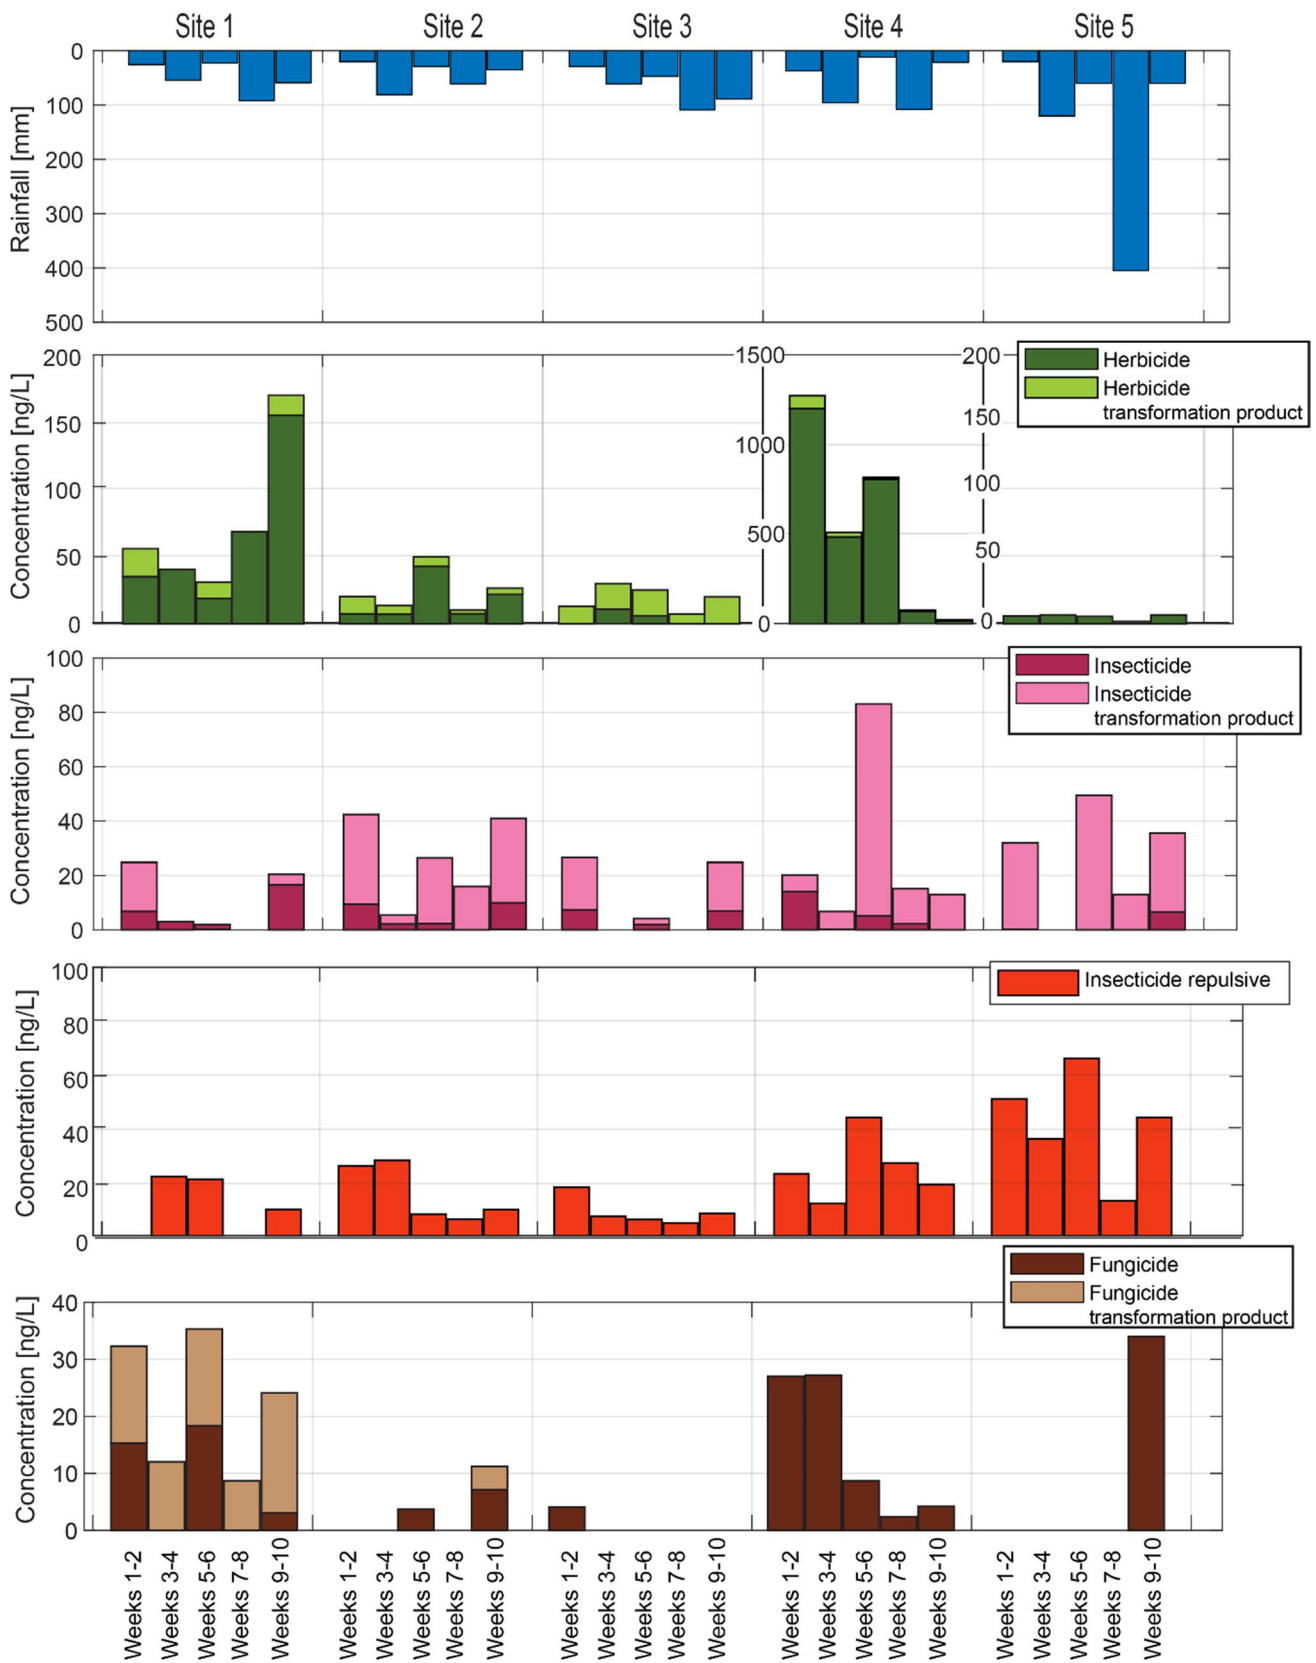 Site 1 Site 2 Site 3 Site 4 Site 5
Rainfall [mm]
0
100
200
300
400
500
Concentration [ng/L]
200
150
100
50
0
1500
1000
500
0
200
150
100
50
0
Herbicide
Herbicide
transformation product
Concentration [ng/L]
100
80
60
40
20
0
Insecticide
Insecticide
transformation product
Concentration [ng/L]
100
80
60
40
20
0
Insecticide repulsive
Concentration [ng/L]
40
30
20
10
0
Fungicide
Fungicide
transformation product
Weeks 1-2
Weeks 3-4
Weeks 5-6
Weeks 7-8
Weeks 9-10
Weeks 1-2
Weeks 3-4
Weeks 5-6
Weeks 7-8
Weeks 9-10
Weeks 1-2
Weeks 3-4
Weeks 5-6
Weeks 7-8
Weeks 9-10
Weeks 1-2
Weeks 3-4
Weeks 5-6
Weeks 7-8
Weeks 9-10
Weeks 1-2
Weeks 3-4
Weeks 5-6
Weeks 7-8
Weeks 9-10